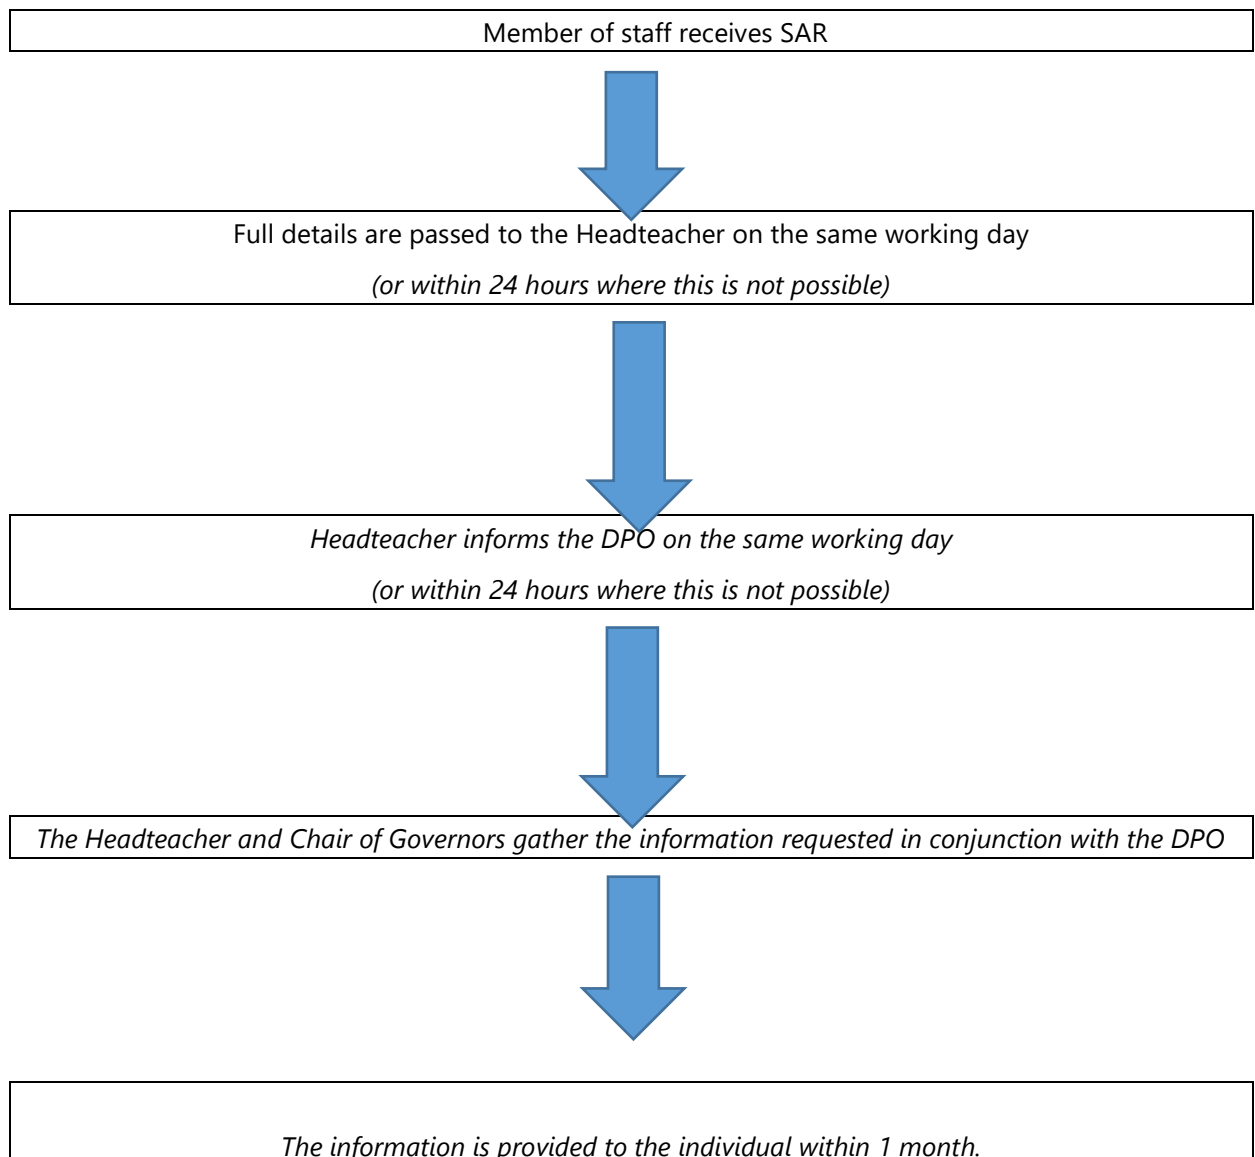 Member of staff receives SAR
Full details are passed to the Headteacher on the same working day
(or within 24 hours where this is not possible)
Headteacher informs the DPO on the same working day
(or within 24 hours where this is not possible)
The Headteacher and Chair of Governors gather the information requested in conjunction with the DPO
The information is provided to the individual within 1 month.